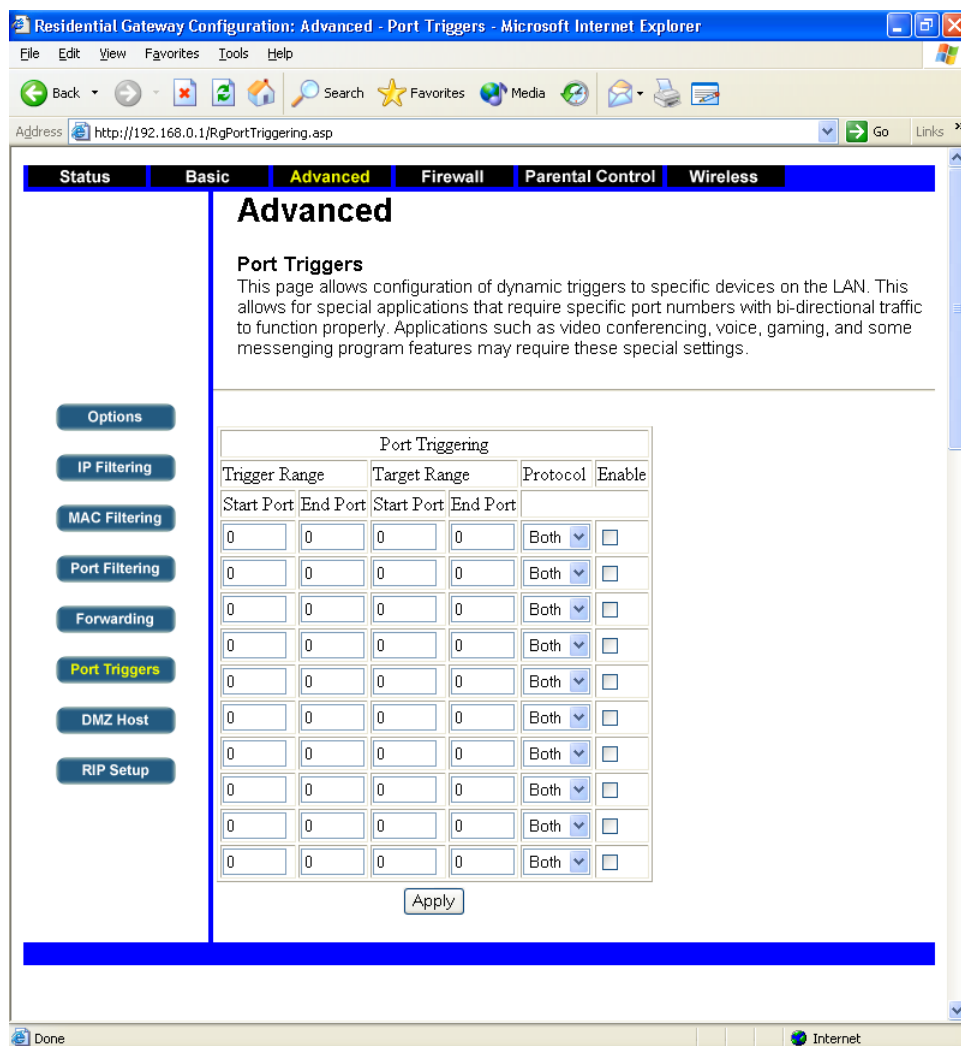 Residential Gateway Configuration: Advanced - Port Triggers - Microsoft Internet Explorer
File Edit View Favorites Tools Help
Back Search Favorites Media
Address http://192.168.0.1/RgPortTriggering.asp Go Links »
Status Basic Advanced Firewall Parental Control Wireless
Advanced
Port Triggers
This page allows configuration of dynamic triggers to specific devices on the LAN. This
allows for special applications that require specific port numbers with bi-directional traffic
to function properly. Applications such as video conferencing, voice, gaming, and some
messenging program features may require these special settings.
Options
IP Filtering
MAC Filtering
Port Filtering
Forwarding
Port Triggers
DMZ Host
RIP Setup
Port Triggering
Trigger Range Target Range Protocol Enable
Start Port End Port Start Port End Port
0 0 0 0 Both
0 0 0 0 Both
0 0 0 0 Both
0 0 0 0 Both
0 0 0 0 Both
0 0 0 0 Both
0 0 0 0 Both
0 0 0 0 Both
0 0 0 0 Both
0 0 0 0 Both
Apply
Done Internet